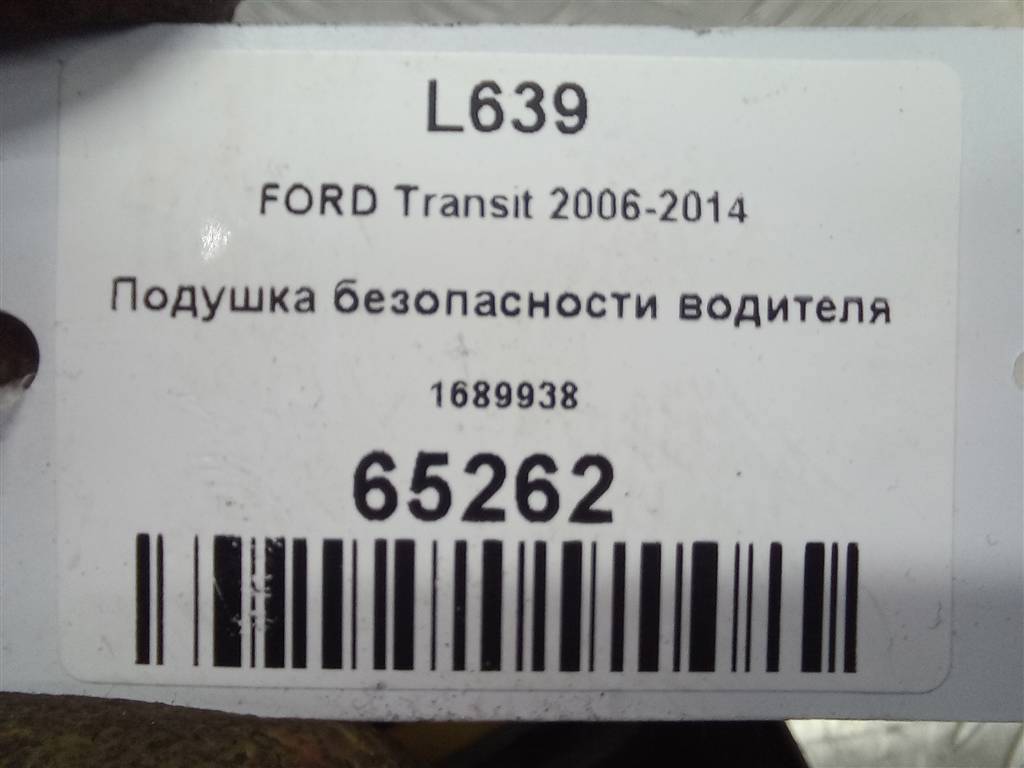 L639
FORD Transit 2006-2014
Подушка безопасности водителя
1689938
65262